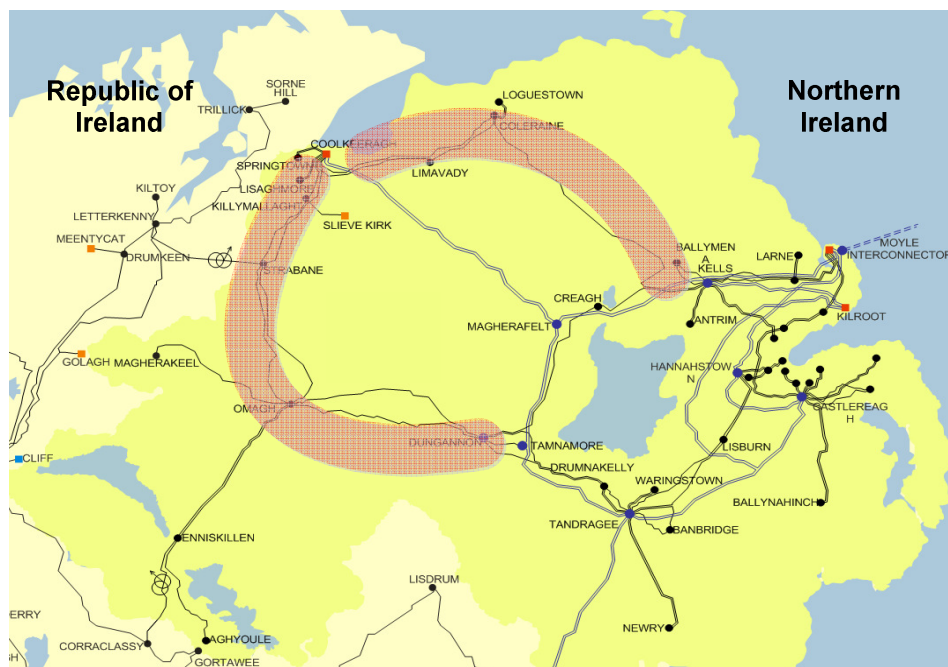 Republic of
Ireland
Northern
Ireland
SORNE
HILL
TRILLICK
LOGUESTOWN
COLERAINE
COOLKEERAGH
SPRINGTOWN
LIMAVADY
LISAGHMORE
KILTOY
KILLYMALLAGHT
LETTERKENNY
SLIEVE KIRK
MEENTYCAT
DRUMKEEN
STRABANE
BALLYMEN
A
KELLS
LARNE
MOYLE
INTERCONNECTOR
CREAGH
MAGHERAFELT
ANTRIM
KILROOT
GOLAGH
MAGHERAKEEL
HANNAHSTOW
N
CASTLEREAG
H
OMAGH
DUNGANNON
TAMNAMORE
LISBURN
CLIFF
DRUMNAKELLY
WARINGSTOWN
BALLYNAHINCH
TANDRAGEE
BANBRIDGE
ENNISKILLEN
LISDRUM
ERRY
NEWRY
CORRACLASSY
AGHYOULE
GH
GORTAWEE